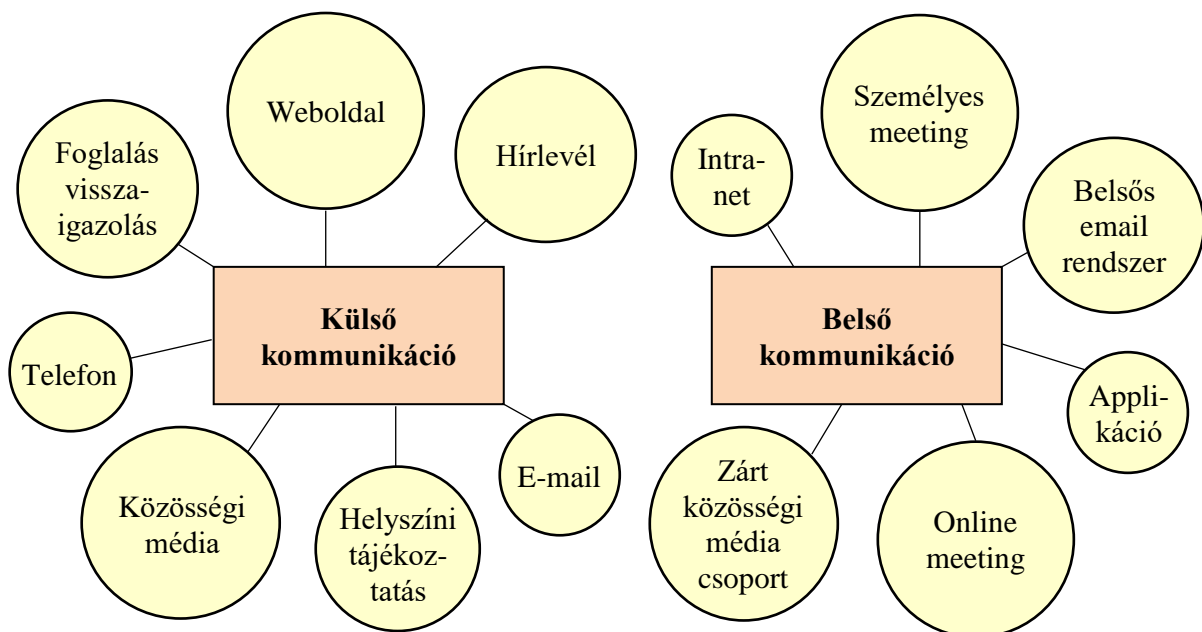 Weboldal
Hírlevél
Foglalás
vissza-
igazolás
Külső
kommunikáció
Telefon
Közösségi
média
Helyszíni
tájékoz-
tatás
E-mail
Személyes
meeting
Intra-
net
Belsős
email
rendszer
Belső
kommunikáció
Appli-
káció
Zárt
közösségi
média
csoport
Online
meeting